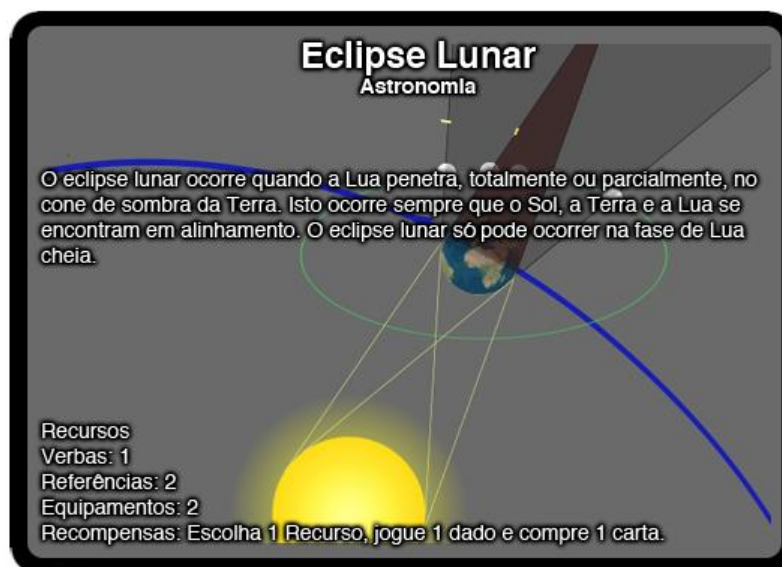 Eclipse Lunar
Astronomia
O eclipse lunar ocorre quando a Lua penetra, totalmente ou parcialmente, no
cone de sombra da Terra. Isto ocorre sempre que o Sol, a Terra e a Lua se
encontram em alinhamento. O eclipse lunar só pode ocorrer na fase de Lua
cheia.
Recursos
Verbas: 1
Referências: 2
Equipamentos: 2
Recompensas: Escolha 1 Recurso, jogue 1 dado e compre 1 carta.